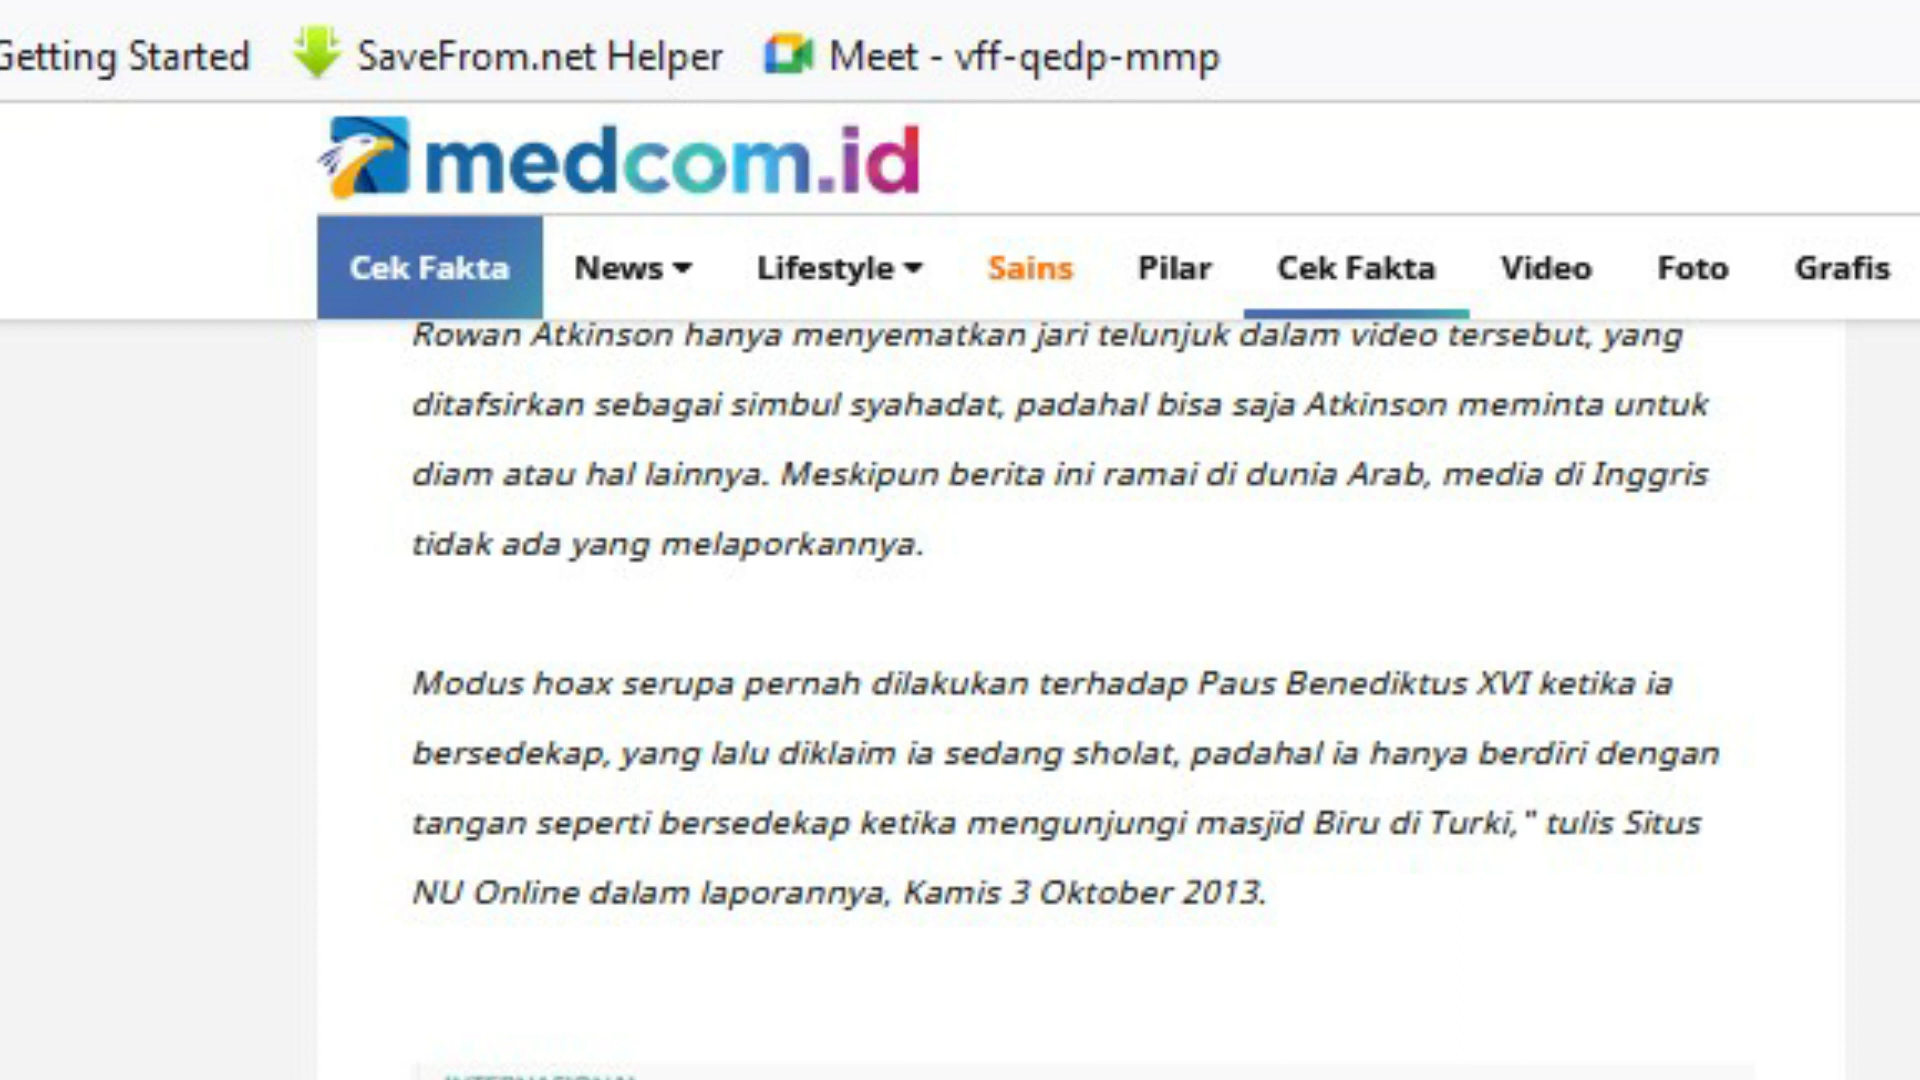 Getting Started SaveFrom.net Helper Meet - vff-qedp-mmp
medcom.id
Cek Fakta News Lifestyle Sains Pilar Cek Fakta Video Foto Grafis
Rowan Atkinson hanya menyematkan jari telunjuk dalam video tersebut, yang
ditafsirkan sebagai simbul syahadat, padahal bisa saja Atkinson meminta untuk
diam atau hal lainnya. Meskipun berita ini ramai di dunia Arab, media di Inggris
tidak ada yang melaporkannya.
Modus hoax serupa pernah dilakukan terhadap Paus Benediktus XVI ketika ia
bersedekap, yang lalu diklaim ia sedang sholat, padahal ia hanya berdiri dengan
tangan seperti bersedekap ketika mengunjungi masjid Biru di Turki," tulis Situs
NU Online dalam laporannya, Kamis 3 Oktober 2013.